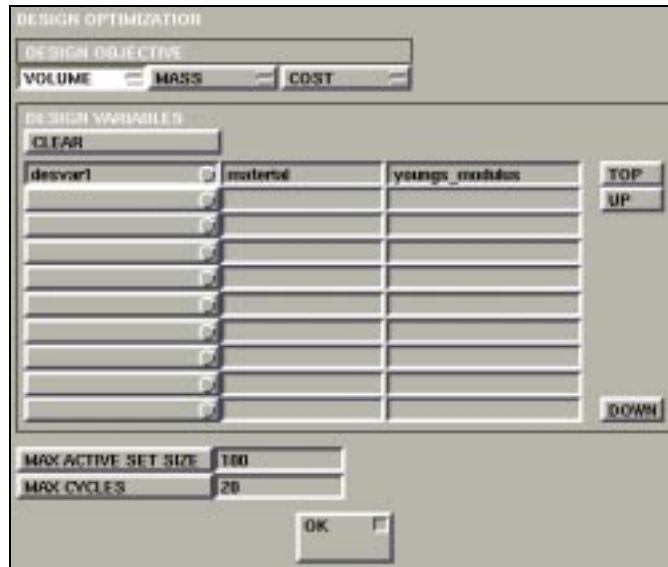 DESIGN OPTIMIZATION
DESIGN OBJECTIVE
VOLUME MASS COST
DESIGN VARIABLES
CLEAR
desvar1 material youngs_modulus TOP
UP
DOWN
MAX ACTIVE SET SIZE 100
MAX CYCLES 20
OK